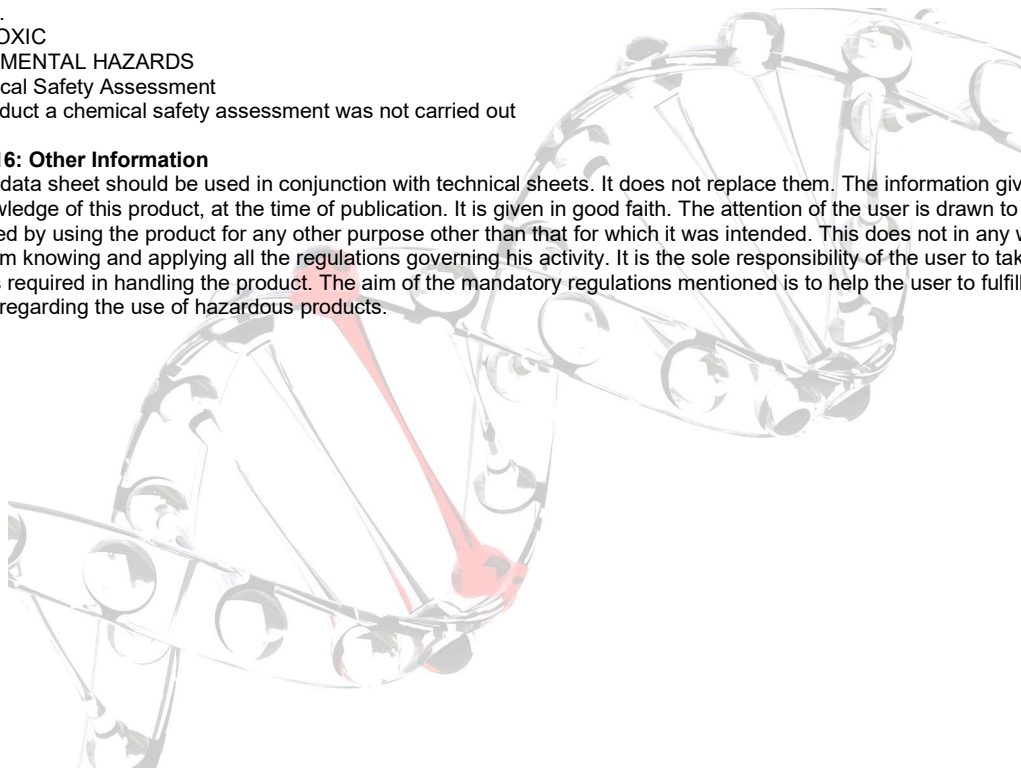 .
OXIC
MENTAL HAZARDS
cal Safety Assessment
duct a chemical safety assessment was not carried out
16: Other Information
data sheet should be used in conjunction with technical sheets. It does not replace them. The information giv
wledge of this product, at the time of publication. It is given in good faith. The attention of the user is drawn to
ed by using the product for any other purpose other than that for which it was intended. This does not in any w
m knowing and applying all the regulations governing his activity. It is the sole responsibility of the user to tak
s required in handling the product. The aim of the mandatory regulations mentioned is to help the user to fulfil
regarding the use of hazardous products.